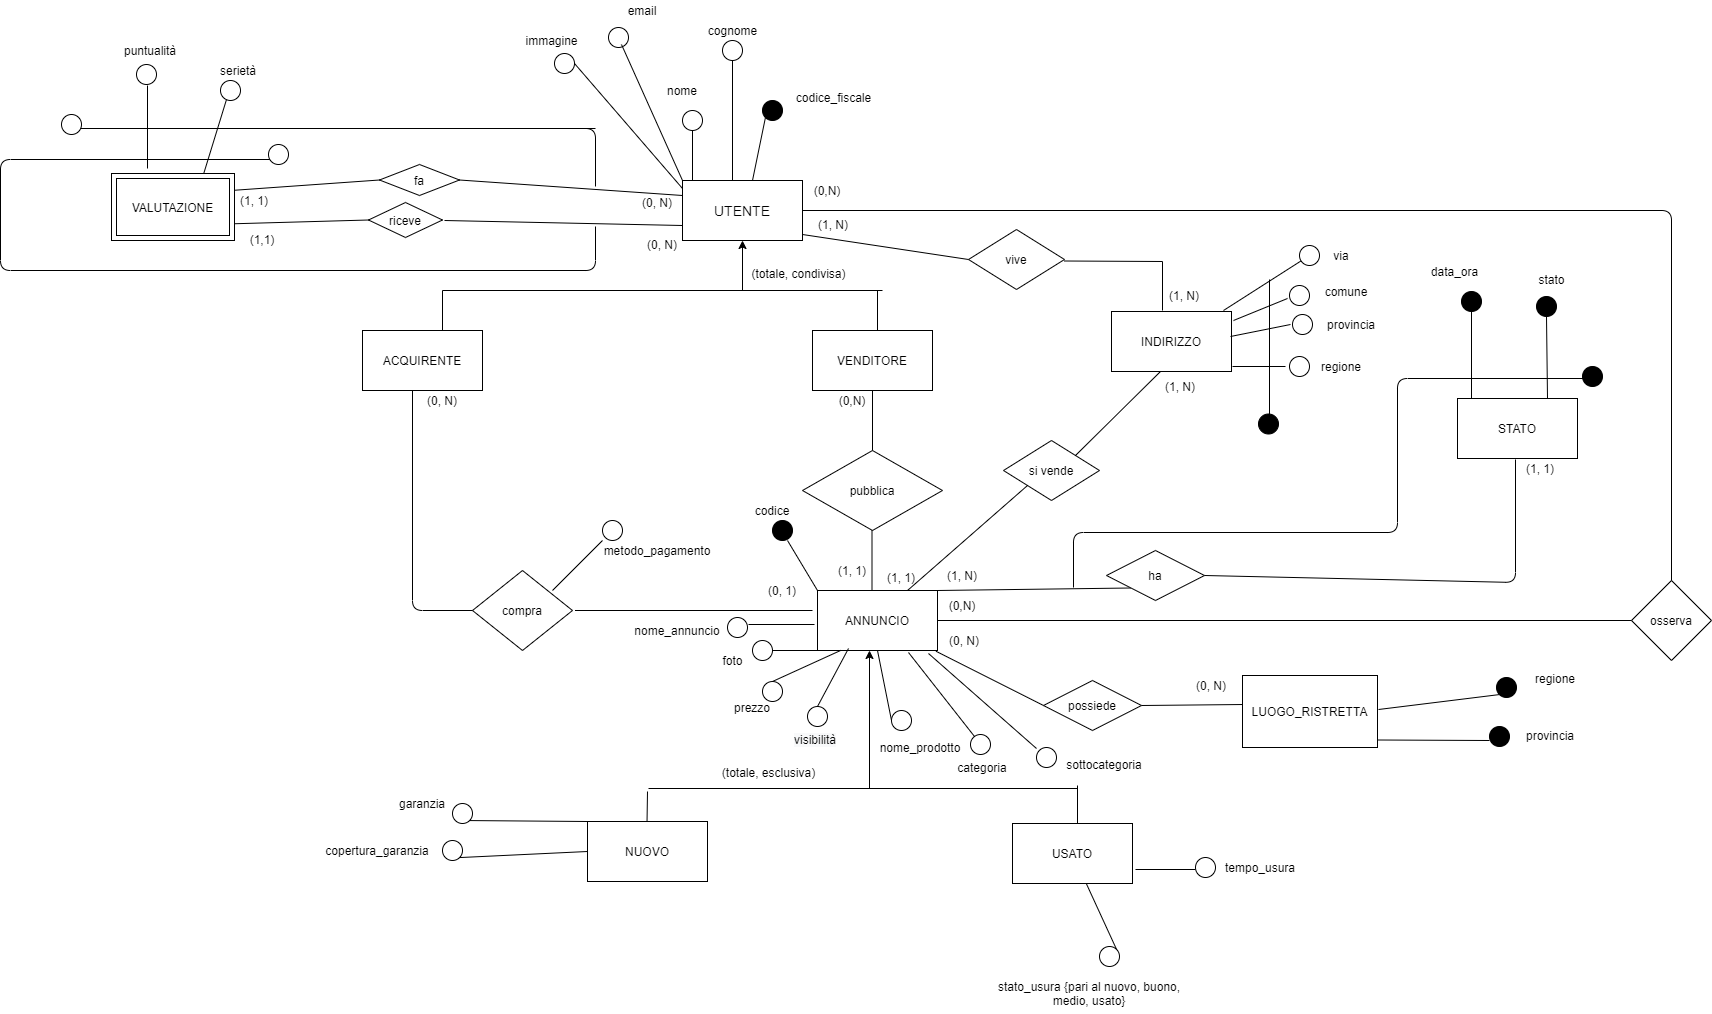 email
cognome
immagine
puntualità
serietà
nome
codice_fiscale
fa
(0,N)
VALUTAZIONE
(1, 1)
(0, N)
UTENTE
riceve
(1, N)
(1,1)
(0, N)
vive
via
(totale, condivisa)
data_ora
stato
(1, N)
comune
provincia
INDIRIZZO
ACQUIRENTE
VENDITORE
regione
(1, N)
(0, N)
(0,N)
STATO
si vende
(1, 1)
pubblica
codice
metodo_pagamento
(1, 1)
(1, 1)
(1, N)
ha
(0, 1)
(0,N)
compra
ANNUNCIO
osserva
nome_annuncio
(0, N)
foto
regione
(0, N)
prezzo
possiede
LUOGO_RISTRETTA
visibilità
nome_prodotto
provincia
categoria
sottocategoria
(totale, esclusiva)
garanzia
copertura_garanzia
NUOVO
USATO
tempo_usura
stato_usura {pari al nuovo, buono,
medio, usato}